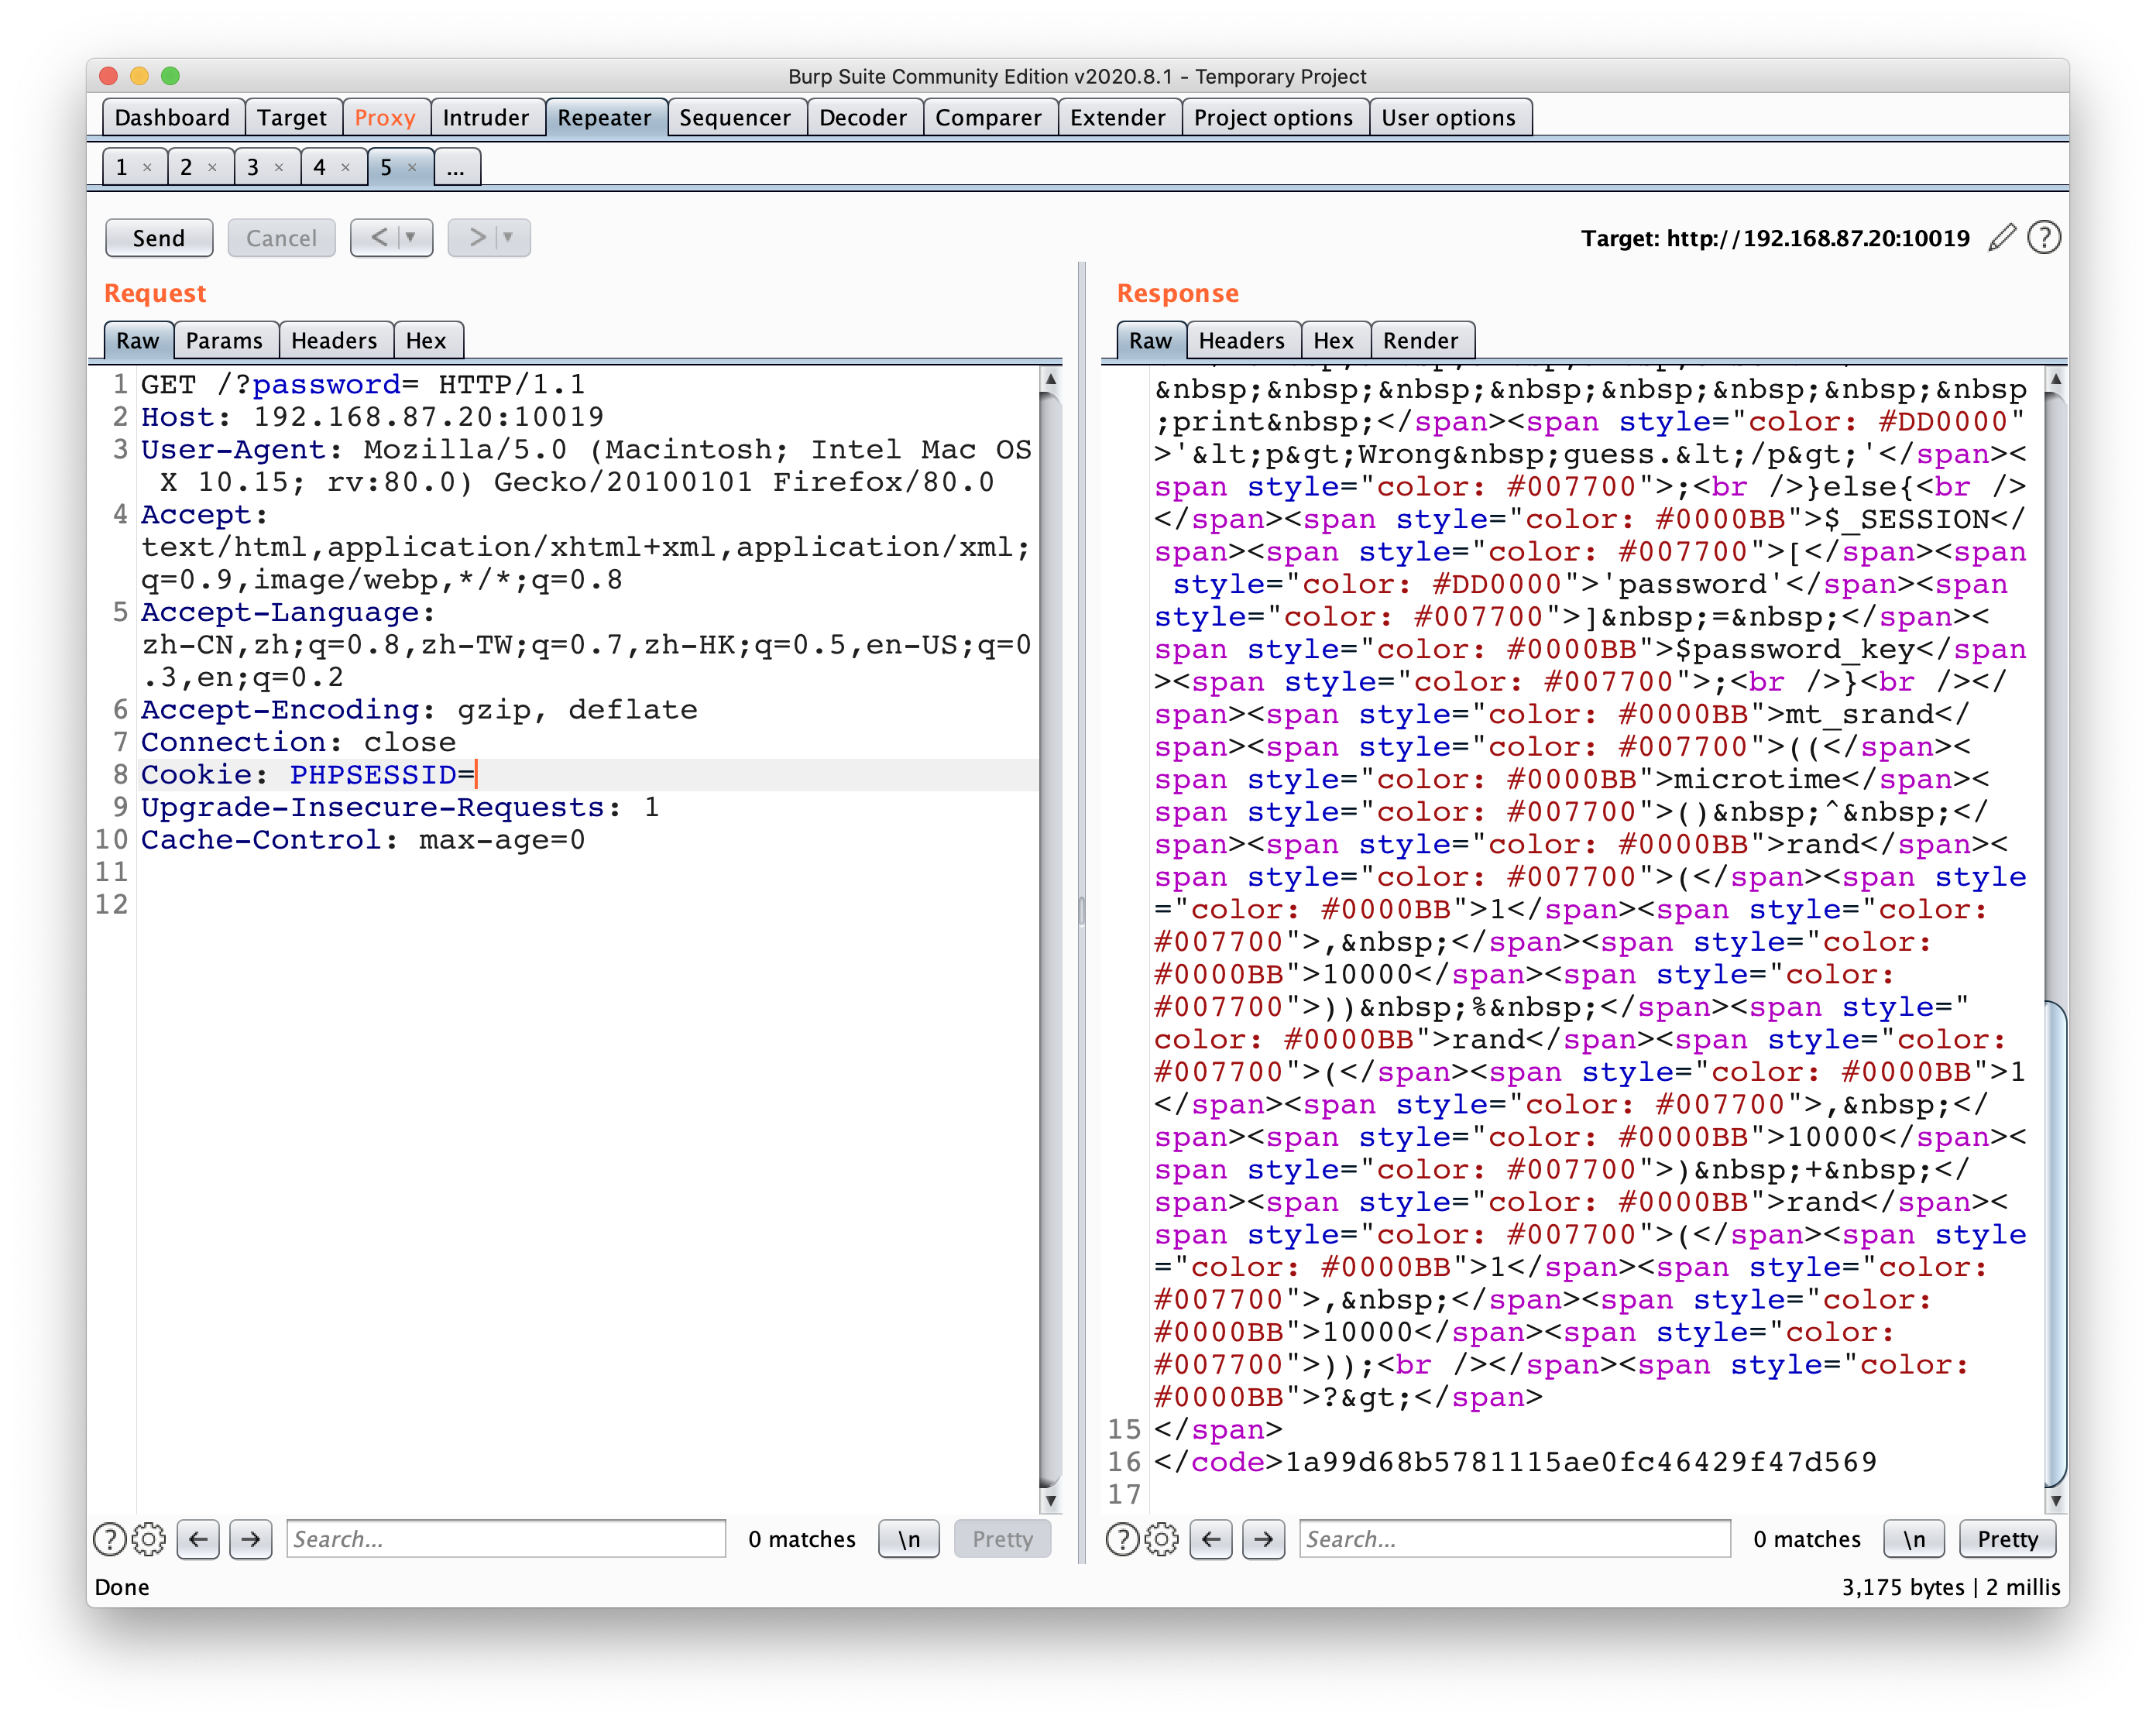 Burp Suite Community Edition v2020.8.1 - Temporary Project
Dashboard Target Proxy Intruder Repeater Sequencer Decoder Comparer Extender Project options User options
1 × 2 × 3 × 4 × 5 × ...
Send Cancel < ▼ > ▼ Target: http://192.168.87.20:10019 ?
Request
Raw Params Headers Hex
1 GET /?password= HTTP/1.1
2 Host: 192.168.87.20:10019
3 User-Agent: Mozilla/5.0 (Macintosh; Intel Mac OS
X 10.15; rv:80.0) Gecko/20100101 Firefox/80.0
4 Accept:
text/html,application/xhtml+xml,application/xml;
q=0.9,image/webp,*/*;q=0.8
5 Accept-Language:
zh-CN,zh;q=0.8,zh-TW;q=0.7,zh-HK;q=0.5,en-US;q=0
.3,en;q=0.2
6 Accept-Encoding: gzip, deflate
7 Connection: close
8 Cookie: PHPSESSID=
9 Upgrade-Insecure-Requests: 1
10 Cache-Control: max-age=0
11
12
? ← → Search... 0 matches \n Pretty
Done
Response
Raw Headers Hex Render
&nbsp;&nbsp;&nbsp;&nbsp;&nbsp;&nbsp;&nbsp;&nbsp
;print&nbsp;</span><span style="color: #DD0000"
>'&lt;p&gt;Wrong&nbsp;guess.&lt;/p&gt;'</span><
span style="color: #007700">;<br />}else{<br />
</span><span style="color: #0000BB">$_SESSION</
span><span style="color: #007700">[</span><span
style="color: #DD0000">'password'</span><span
style="color: #007700">]&nbsp;=&nbsp;</span><
span style="color: #0000BB">$password_key</span
><span style="color: #007700">;<br />}<br /></
span><span style="color: #0000BB">mt_srand</
span><span style="color: #007700">((</span><
span style="color: #0000BB">microtime</span><
span style="color: #007700">()&nbsp;^&nbsp;</
span><span style="color: #0000BB">rand</span><
span style="color: #007700">(</span><span style
="color: #0000BB">1</span><span style="color:
#007700">,&nbsp;</span><span style="color:
#0000BB">10000</span><span style="color:
#007700">))&nbsp;%&nbsp;</span><span style="
color: #0000BB">rand</span><span style="color:
#007700">(</span><span style="color: #0000BB">1
</span><span style="color: #007700">,&nbsp;</
span><span style="color: #0000BB">10000</span><
span style="color: #007700">)&nbsp;+&nbsp;</
span><span style="color: #0000BB">rand</span><
span style="color: #007700">(</span><span style
="color: #0000BB">1</span><span style="color:
#007700">,&nbsp;</span><span style="color:
#0000BB">10000</span><span style="color:
#007700">));<br /></span><span style="color:
#0000BB">?&gt;</span>
15 </span>
16 </code>1a99d68b5781115ae0fc46429f47d569
17
? ← → Search... 0 matches \n Pretty
3,175 bytes | 2 millis